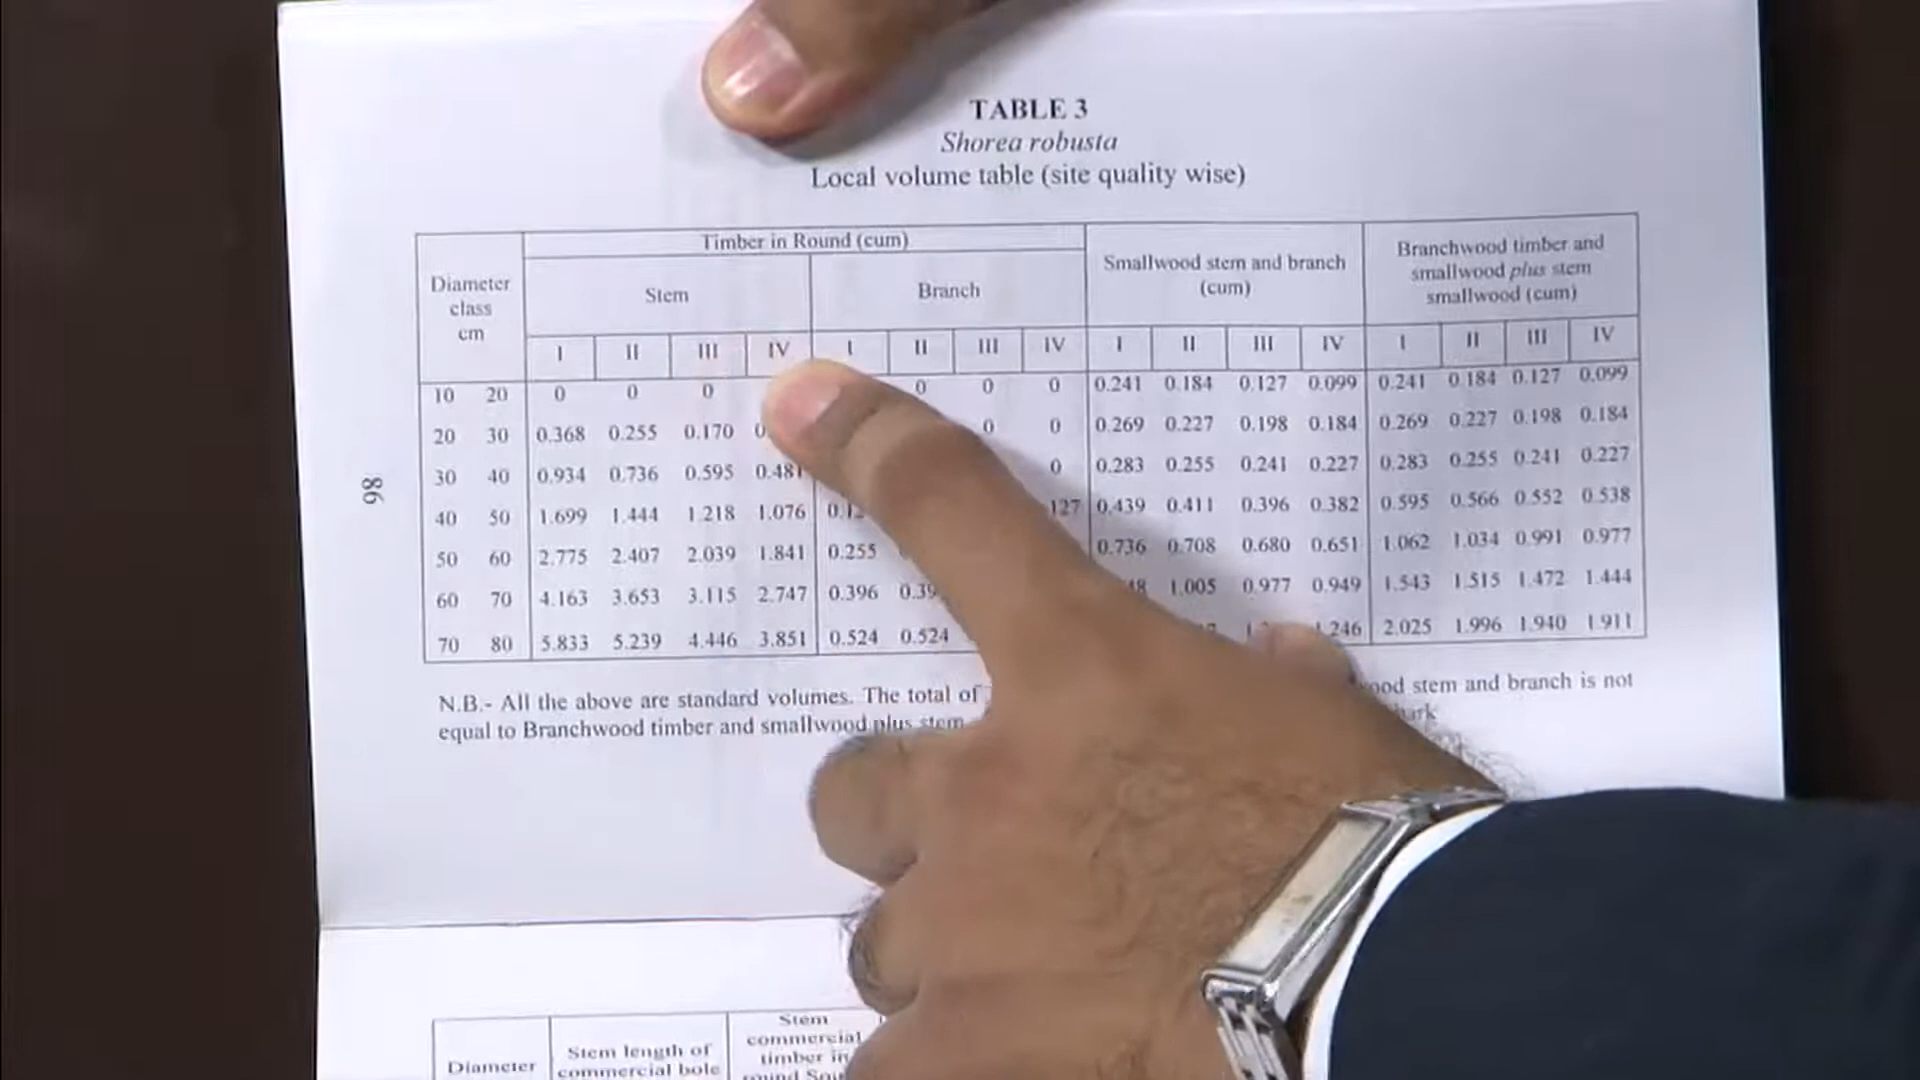 TABLE 3
Shorea robusta
Local volume table (site quality wise)
Diameter class cm
Timber in Round (cum)
Stem
Branch
Smallwood stem and branch (cum)
Branchwood timber and smallwood plus stem smallwood (cum)
I II III IV I II III IV I II III IV I II III IV
10 20 0 0 0 0 0 0 0.241 0.184 0.127 0.099 0.241 0.184 0.127 0.099
20 30 0.368 0.255 0.170 0 0 0.269 0.227 0.198 0.184 0.269 0.227 0.198 0.184
30 40 0.934 0.736 0.595 0.481 0 0.283 0.255 0.241 0.227 0.283 0.255 0.241 0.227
40 50 1.699 1.444 1.218 1.076 0.439 0.411 0.396 0.382 0.595 0.566 0.552 0.538
50 60 2.775 2.407 2.039 1.841 0.255 0.736 0.708 0.680 0.651 1.062 1.034 0.991 0.977
60 70 4.163 3.653 3.115 2.747 0.396 1.005 0.977 0.949 1.543 1.515 1.472 1.444
70 80 5.833 5.239 4.446 3.851 0.524 0.524 2.025 1.996 1.940 1.911
N.B.- All the above are standard volumes. The total of stem and branch is not
equal to Branchwood timber and smallwood plus stem bark
86
Diameter
Stem length of commercial bole
Stem commercial timber in